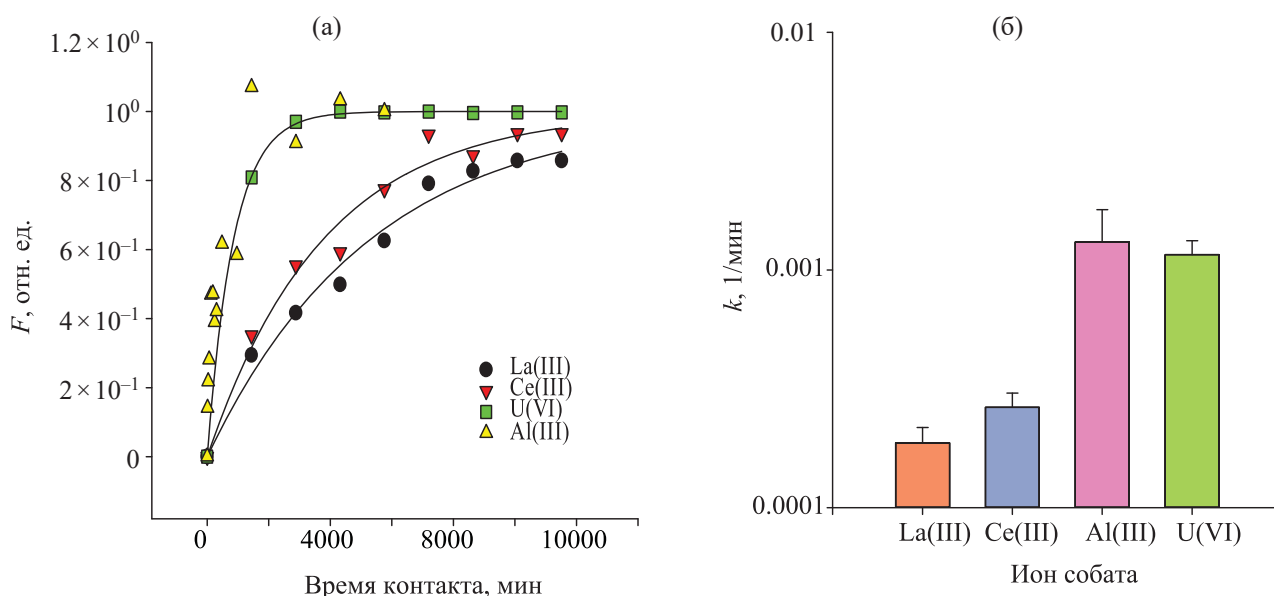 (а)
1.2 × 10⁰
10⁰
8 × 10⁻¹
6 × 10⁻¹
4 × 10⁻¹
2 × 10⁻¹
0
F, отн. ед.
La(III)
Ce(III)
U(VI)
Al(III)
0 4000 8000 10000
Время контакта, мин
(б)
0.01
0.001
0.0001
k, 1/мин
La(III) Ce(III) Al(III) U(VI)
Ион собата